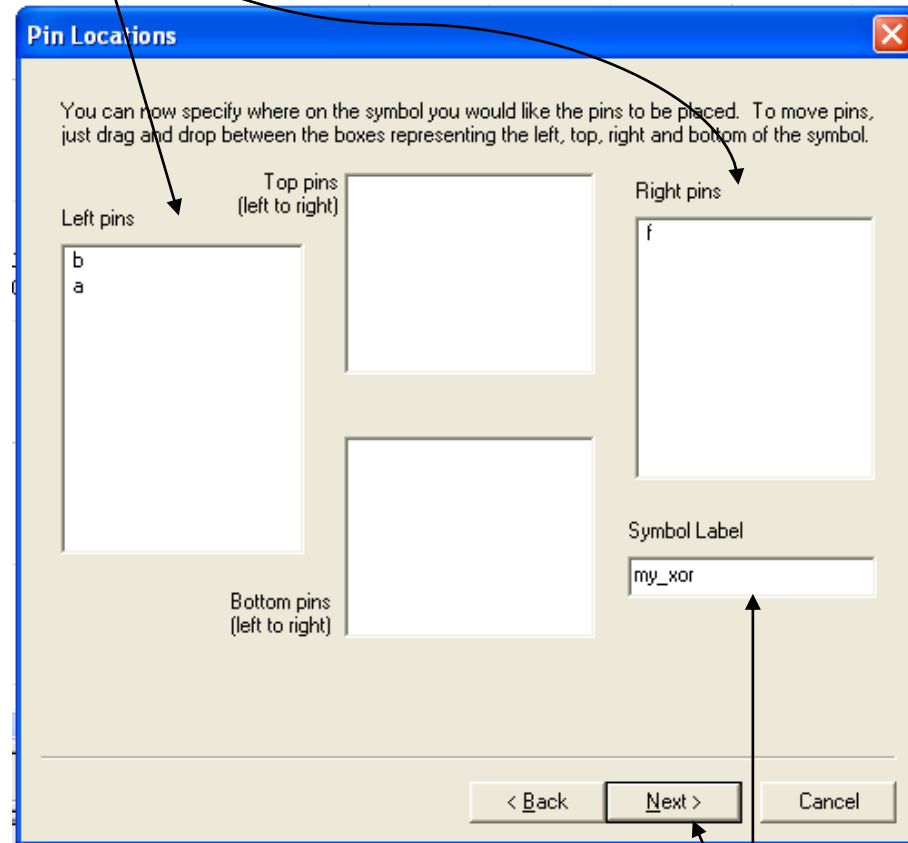 Pin Locations
You can now specify where on the symbol you would like the pins to be placed. To move pins,
just drag and drop between the boxes representing the left, top, right and bottom of the symbol.
Top pins
(left to right)
Left pins
Right pins
b
a
f
Symbol Label
my_xor
Bottom pins
(left to right)
< Back
Next >
Cancel